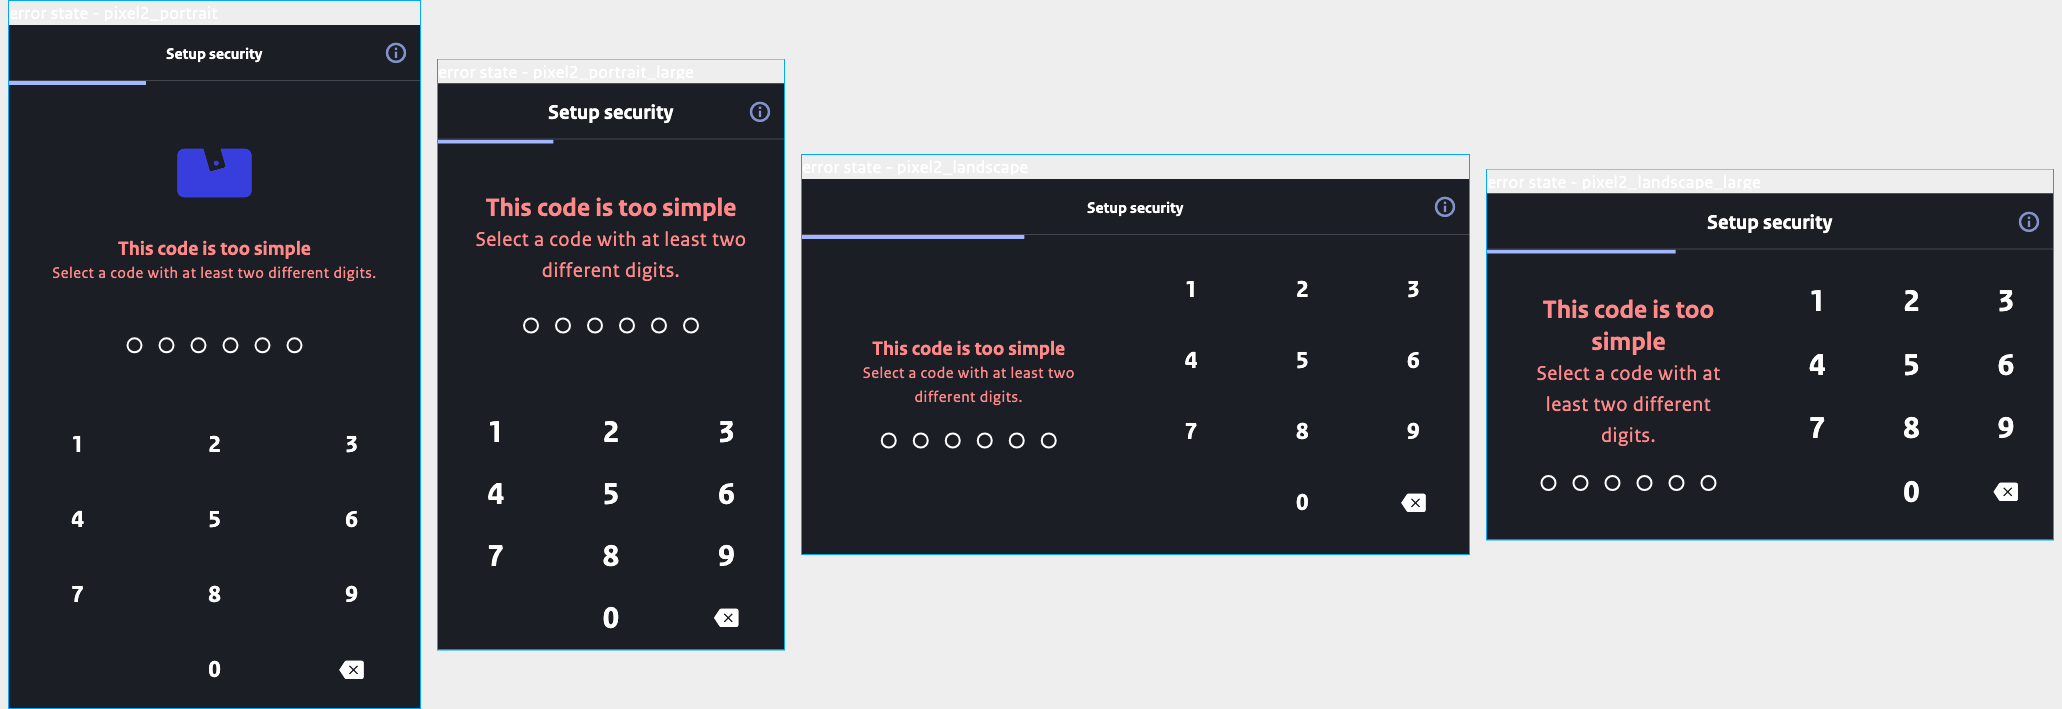 error state - pixel2_portrait
Setup security
This code is too simple
Select a code with at least two different digits.
1 2 3
4 5 6
7 8 9
0
error state - pixel2_portrait_large
Setup security
This code is too simple
Select a code with at least two
different digits.
1 2 3
4 5 6
7 8 9
0
error state - pixel2_landscape
Setup security
This code is too simple
Select a code with at least two
different digits.
1 2 3
4 5 6
7 8 9
0
error state - pixel2_landscape_large
Setup security
This code is too
simple
Select a code with at
least two different
digits.
1 2 3
4 5 6
7 8 9
0